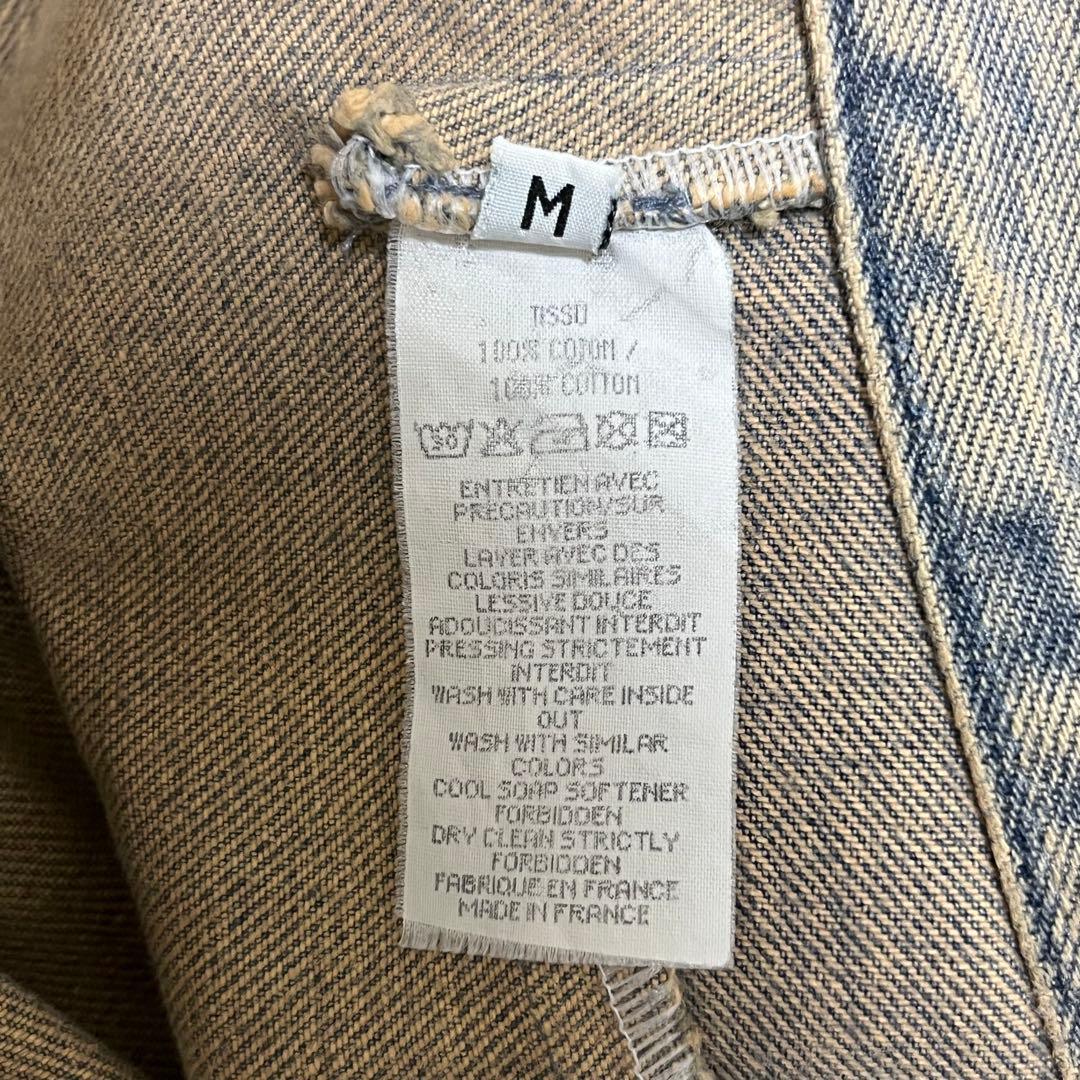 M
TISSU
100% COTON /
100% COTTON
30
ENTRETIEN AVEC
PRECAUTION/SUR
ENVERS
LAVER AVEC DES
COLORIS SIMILAIRES
LESSIVE DOUCE
ADOUCISSANT INTERDIT
PRESSING STRICTEMENT
INTERDIT
WASH WITH CARE INSIDE
OUT
WASH WITH SIMILAR
COLORS
COOL SOAP SOFTENER
FORBIDDEN
DRY CLEAN STRICTLY
FORBIDDEN
FABRIQUE EN FRANCE
MADE IN FRANCE